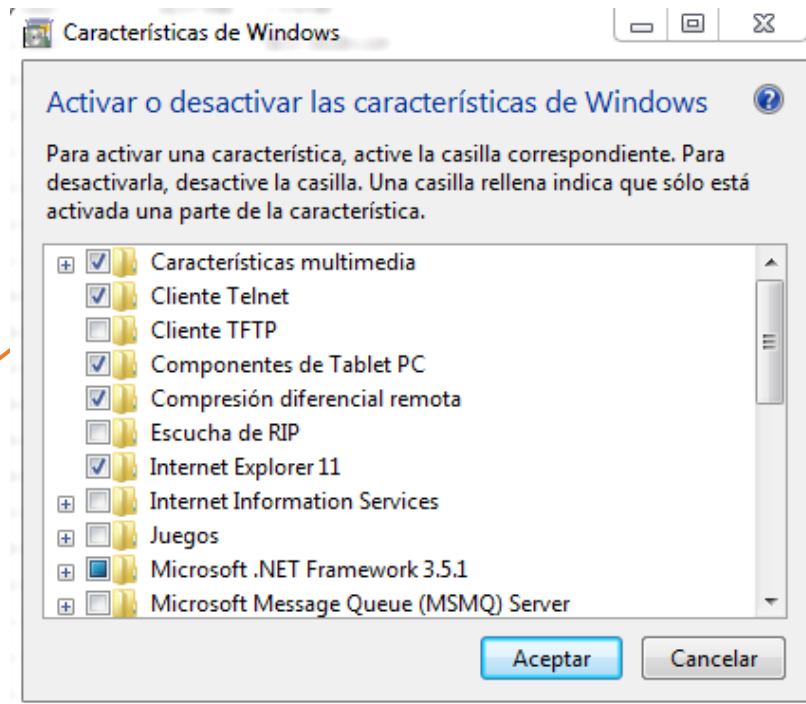 Características de Windows
Activar o desactivar las características de Windows
Para activar una característica, active la casilla correspondiente. Para
desactivarla, desactive la casilla. Una casilla rellena indica que sólo está
activada una parte de la característica.
Características multimedia
Cliente Telnet
Cliente TFTP
Componentes de Tablet PC
Compresión diferencial remota
Escucha de RIP
Internet Explorer 11
Internet Information Services
Juegos
Microsoft .NET Framework 3.5.1
Microsoft Message Queue (MSMQ) Server
Aceptar Cancelar